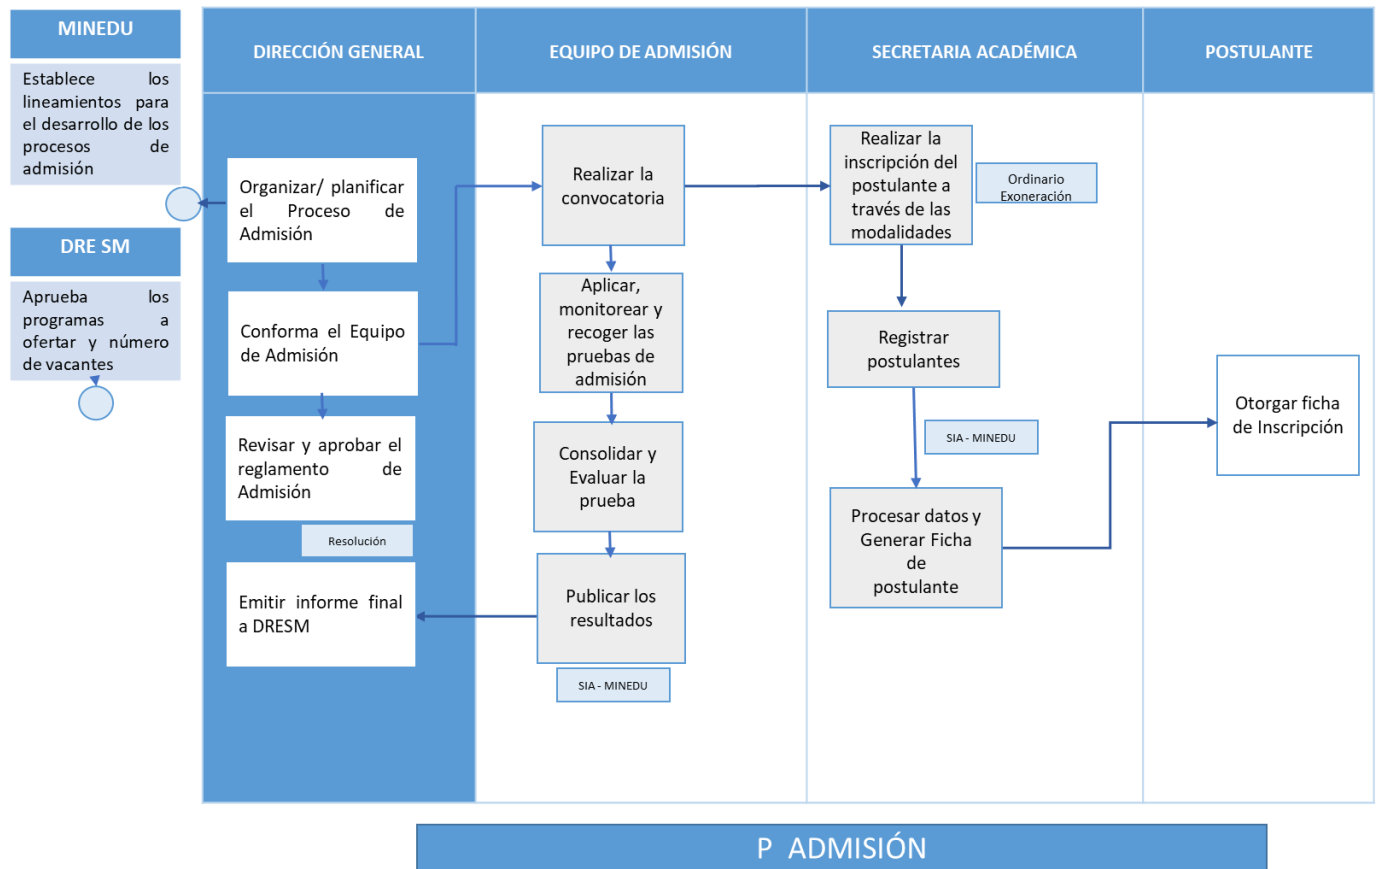 MINEDU
Establece los
lineamientos para
el desarrollo de los
procesos de
admisión
DRE SM
Aprueba los
programas a
ofertar y número
de vacantes
DIRECCIÓN GENERAL
EQUIPO DE ADMISIÓN
SECRETARIA ACADÉMICA
POSTULANTE
Organizar/ planificar
el Proceso de
Admisión
Conforma el Equipo
de Admisión
Revisar y aprobar el
reglamento de
Admisión
Resolución
Emitir informe final
a DRESM
Realizar la
convocatoria
Aplicar,
monitorear y
recoger las
pruebas de
admisión
Consolidar y
Evaluar la
prueba
Publicar los
resultados
SIA - MINEDU
Realizar la
inscripción del
postulante a
través de las
modalidades
Ordinario
Exoneración
Registrar
postulantes
SIA - MINEDU
Procesar datos y
Generar Ficha
de
postulante
Otorgar ficha
de Inscripción
P ADMISIÓN